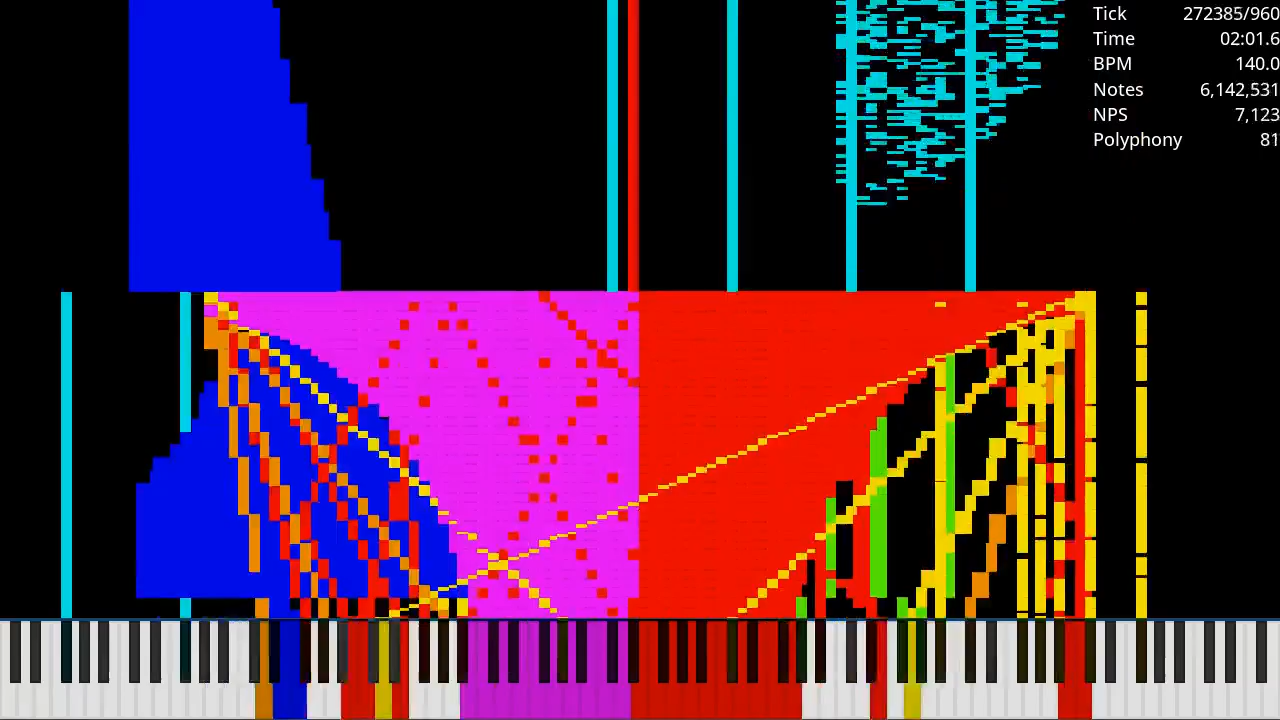 Tick 272385/960
Time 02:01.6
BPM 140.0
Notes 6,142,531
NPS 7,123
Polyphony 81